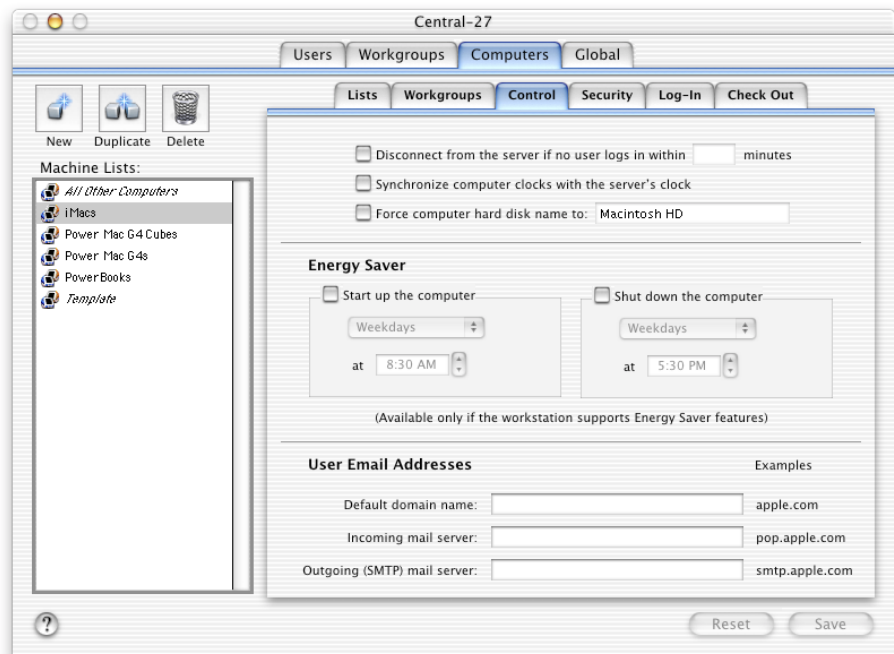 Central-27
Users Workgroups Computers Global
Lists Workgroups Control Security Log-In Check Out
New Duplicate Delete
Machine Lists:
All Other Computers
iMacs
Power Mac G4 Cubes
Power Mac G4s
PowerBooks
Template
Disconnect from the server if no user logs in within minutes
Synchronize computer clocks with the server's clock
Force computer hard disk name to: Macintosh HD
Energy Saver
Start up the computer
Weekdays
at 8:30 AM
Shut down the computer
Weekdays
at 5:30 PM
(Available only if the workstation supports Energy Saver features)
User Email Addresses Examples
Default domain name: apple.com
Incoming mail server: pop.apple.com
Outgoing (SMTP) mail server: smtp.apple.com
? Reset Save